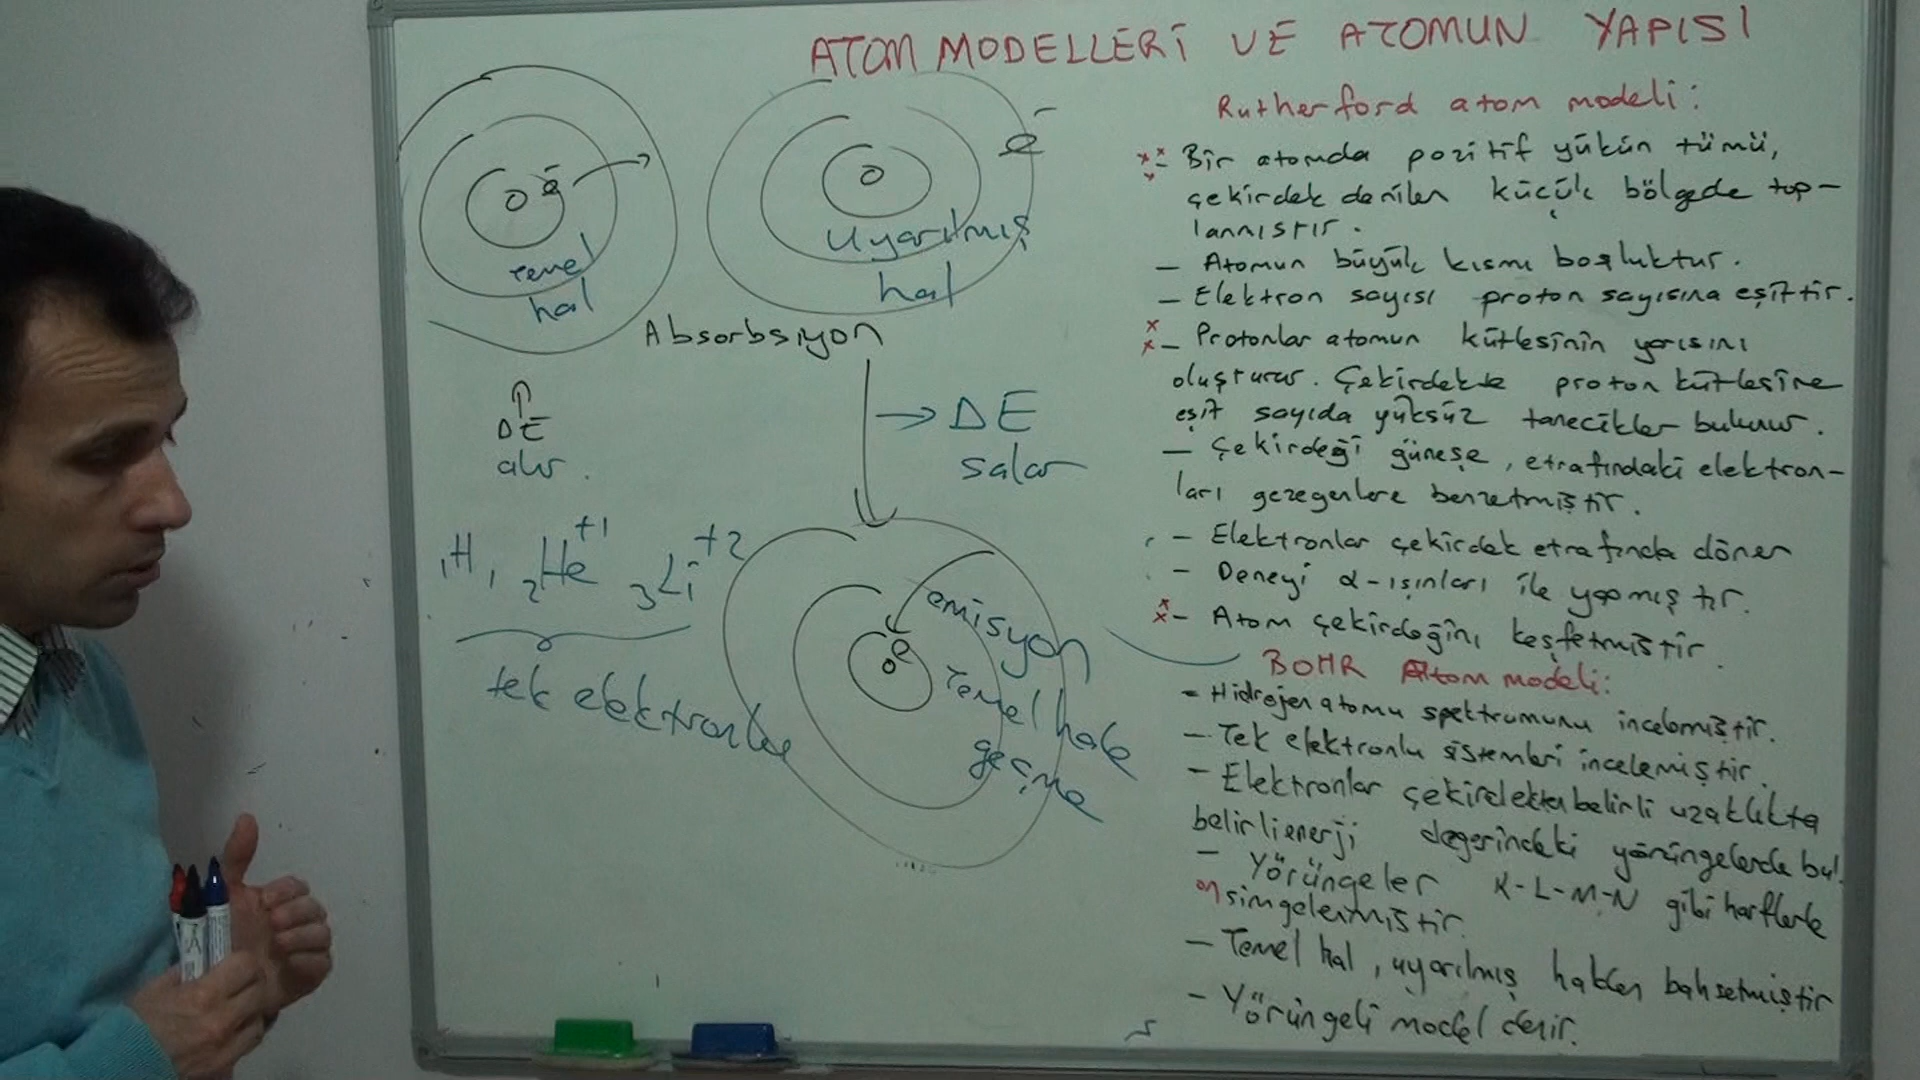 ATOM MODELLERİ VE ATOMUN YAPISI
Rutherford atom modeli:
- Bir atomda pozitif yükün tümü,
çekirdek denilen küçük bölgede top-
lanmıştır.
- Atomun büyük kısmı boşluktur.
- Elektron sayısı proton sayısına eşittir.
- Protonlar atomun kütlesinin yarısını
oluşturur. Çekirdekte proton kütlesine
eşit sayıda yüksüz tanecikler bulunur.
- Çekirdeği güneşe, etrafındaki elektron-
ları gezegenlere benzetmiştir.
- Elektronlar çekirdek etrafında döner
- Deneyi α-ışınları ile yapmıştır.
- Atom çekirdeğini keşfetmiştir.
BOHR Atom modeli:
- Hidrojen atomu spektrumunu incelemiştir.
- Tek elektronlu sistemleri incelemiştir.
- Elektronlar çekirdekten belirli uzaklıkta
belirli enerji değerindeki yörüngelerde bul.
- Yörüngeler K-L-M-N gibi harflerle
simgelenmiştir.
- Temel hal, uyarılmış halden bahsetmiştir
- Yörüngeli model denir.
e-
temel
hal
e-
Uyarılmış
hal
Absorbsiyon
ΔE
alır.
→ ΔE
salar
₁H, ₂He⁺¹ ₃Li⁺²
tek elektronlu
emisyon
e
Temel hale
geçme